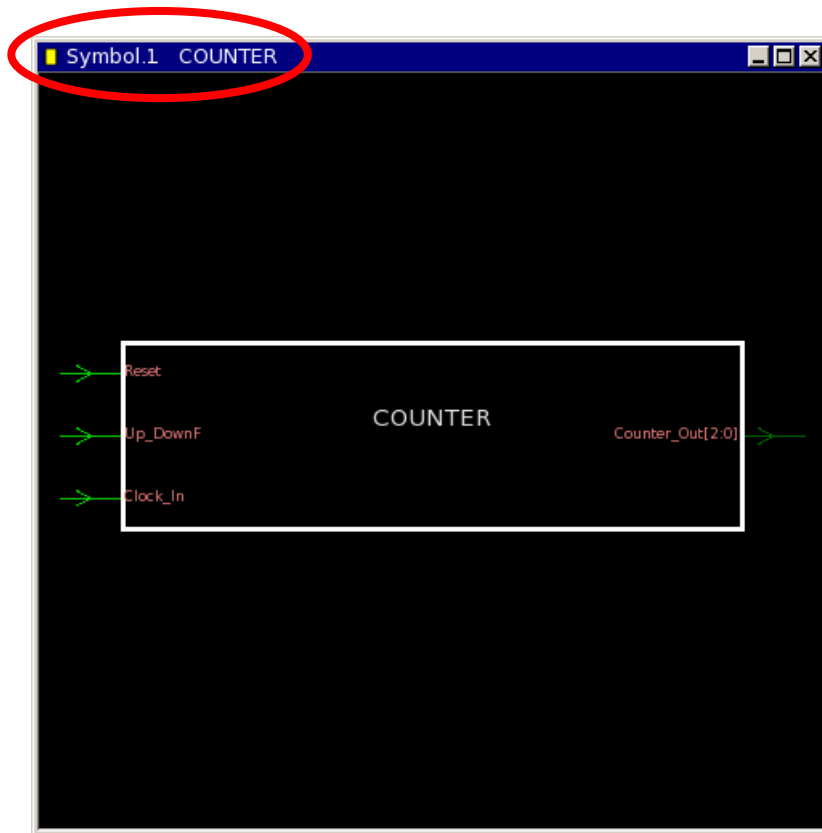 Symbol.1 COUNTER
Reset
COUNTER
Up_DownF
Counter_Out[2:0]
Clock_In